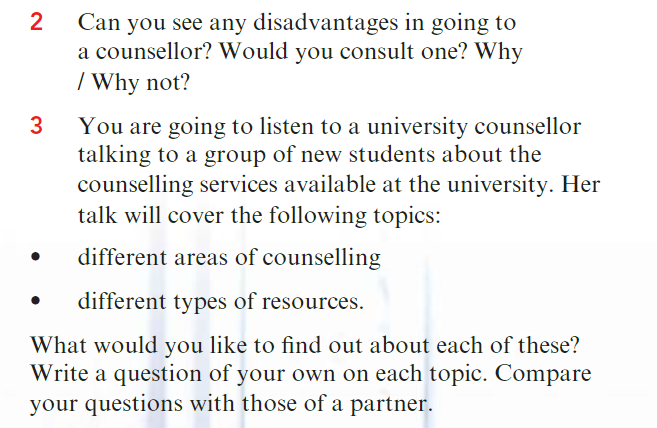 2 Can you see any disadvantages in going to
a counsellor? Would you consult one? Why
/ Why not?
3 You are going to listen to a university counsellor
talking to a group of new students about the
counselling services available at the university. Her
talk will cover the following topics:
• different areas of counselling
• different types of resources.
What would you like to find out about each of these?
Write a question of your own on each topic. Compare
your questions with those of a partner.